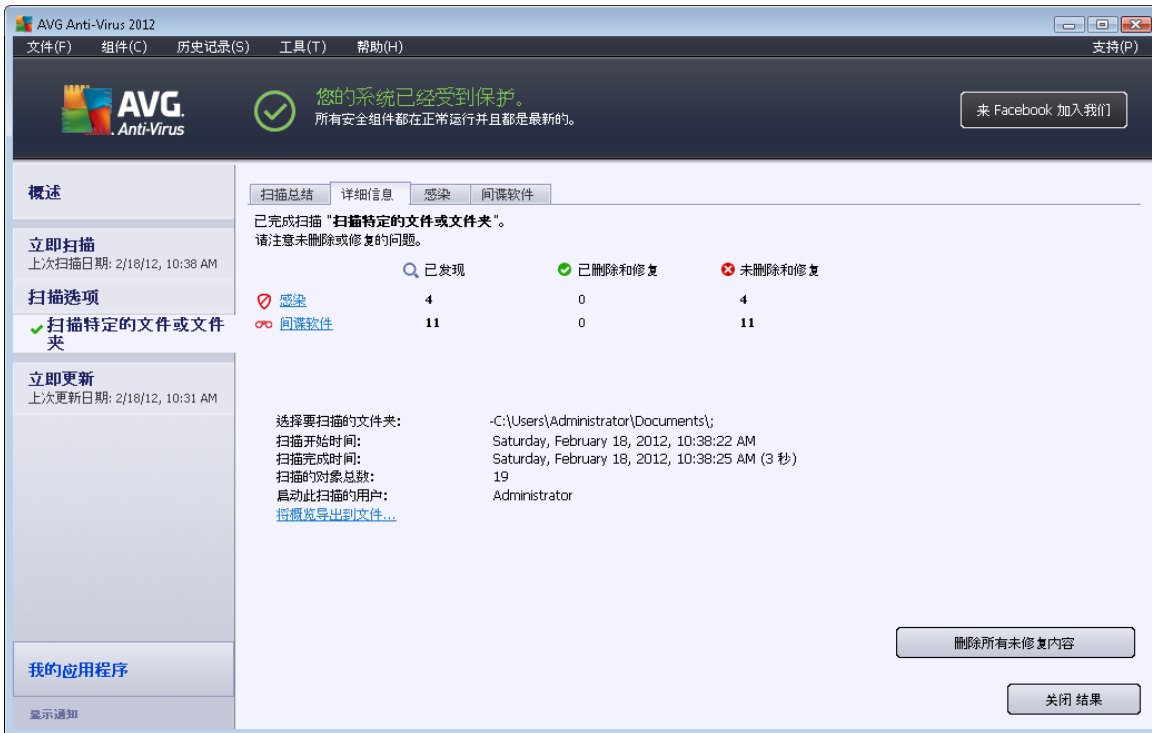 AVG Anti-Virus 2012
文件(F) 组件(C) 历史记录(S) 工具(T) 帮助(H) 支持(P)
AVG.
Anti-Virus
您的系统已经受到保护。
所有安全组件都在正常运行并且都是最新的。
来 Facebook 加入我们
概述
立即扫描
上次扫描日期: 2/18/12, 10:38 AM
扫描选项
扫描特定的文件或文件
夹
立即更新
上次更新日期: 2/18/12, 10:31 AM
我的应用程序
显示通知
扫描总结 详细信息 感染 间谍软件
已完成扫描 "扫描特定的文件或文件夹"。
请注意未删除或修复的问题。
已发现 已删除和修复 未删除和修复
感染 4 0 4
间谍软件 11 0 11
选择要扫描的文件夹: -C:\Users\Administrator\Documents\;
扫描开始时间: Saturday, February 18, 2012, 10:38:22 AM
扫描完成时间: Saturday, February 18, 2012, 10:38:25 AM (3 秒)
扫描的对象总数: 19
启动此扫描的用户: Administrator
将概览导出到文件...
删除所有未修复内容
关闭 结果